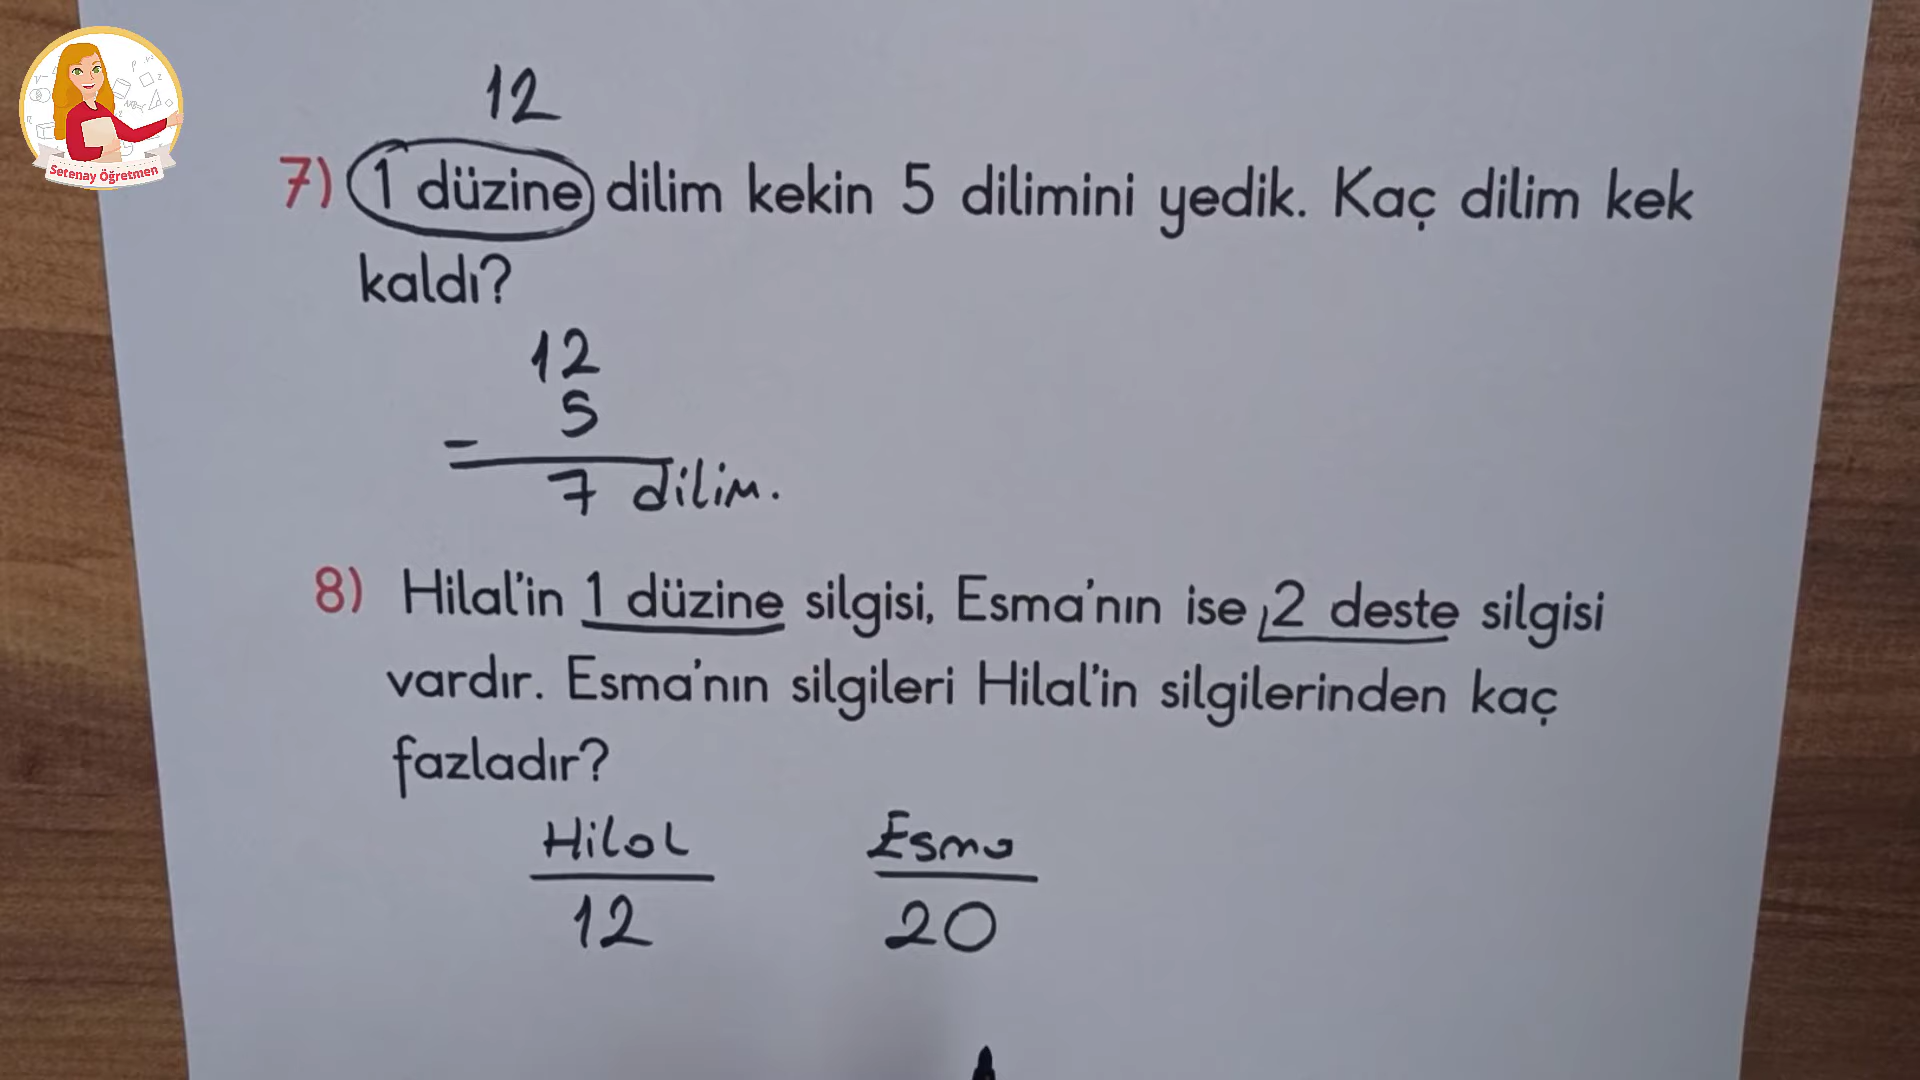 Setenay Öğretmen
12
7) 1 düzine dilim kekin 5 dilimini yedik. Kaç dilim kek
kaldı?
12
5
-
7 dilim.
8) Hilal'in 1 düzine silgisi, Esma'nın ise 2 deste silgisi
vardır. Esma'nın silgileri Hilal'in silgilerinden kaç
fazladır?
Hilal Esma
12 20